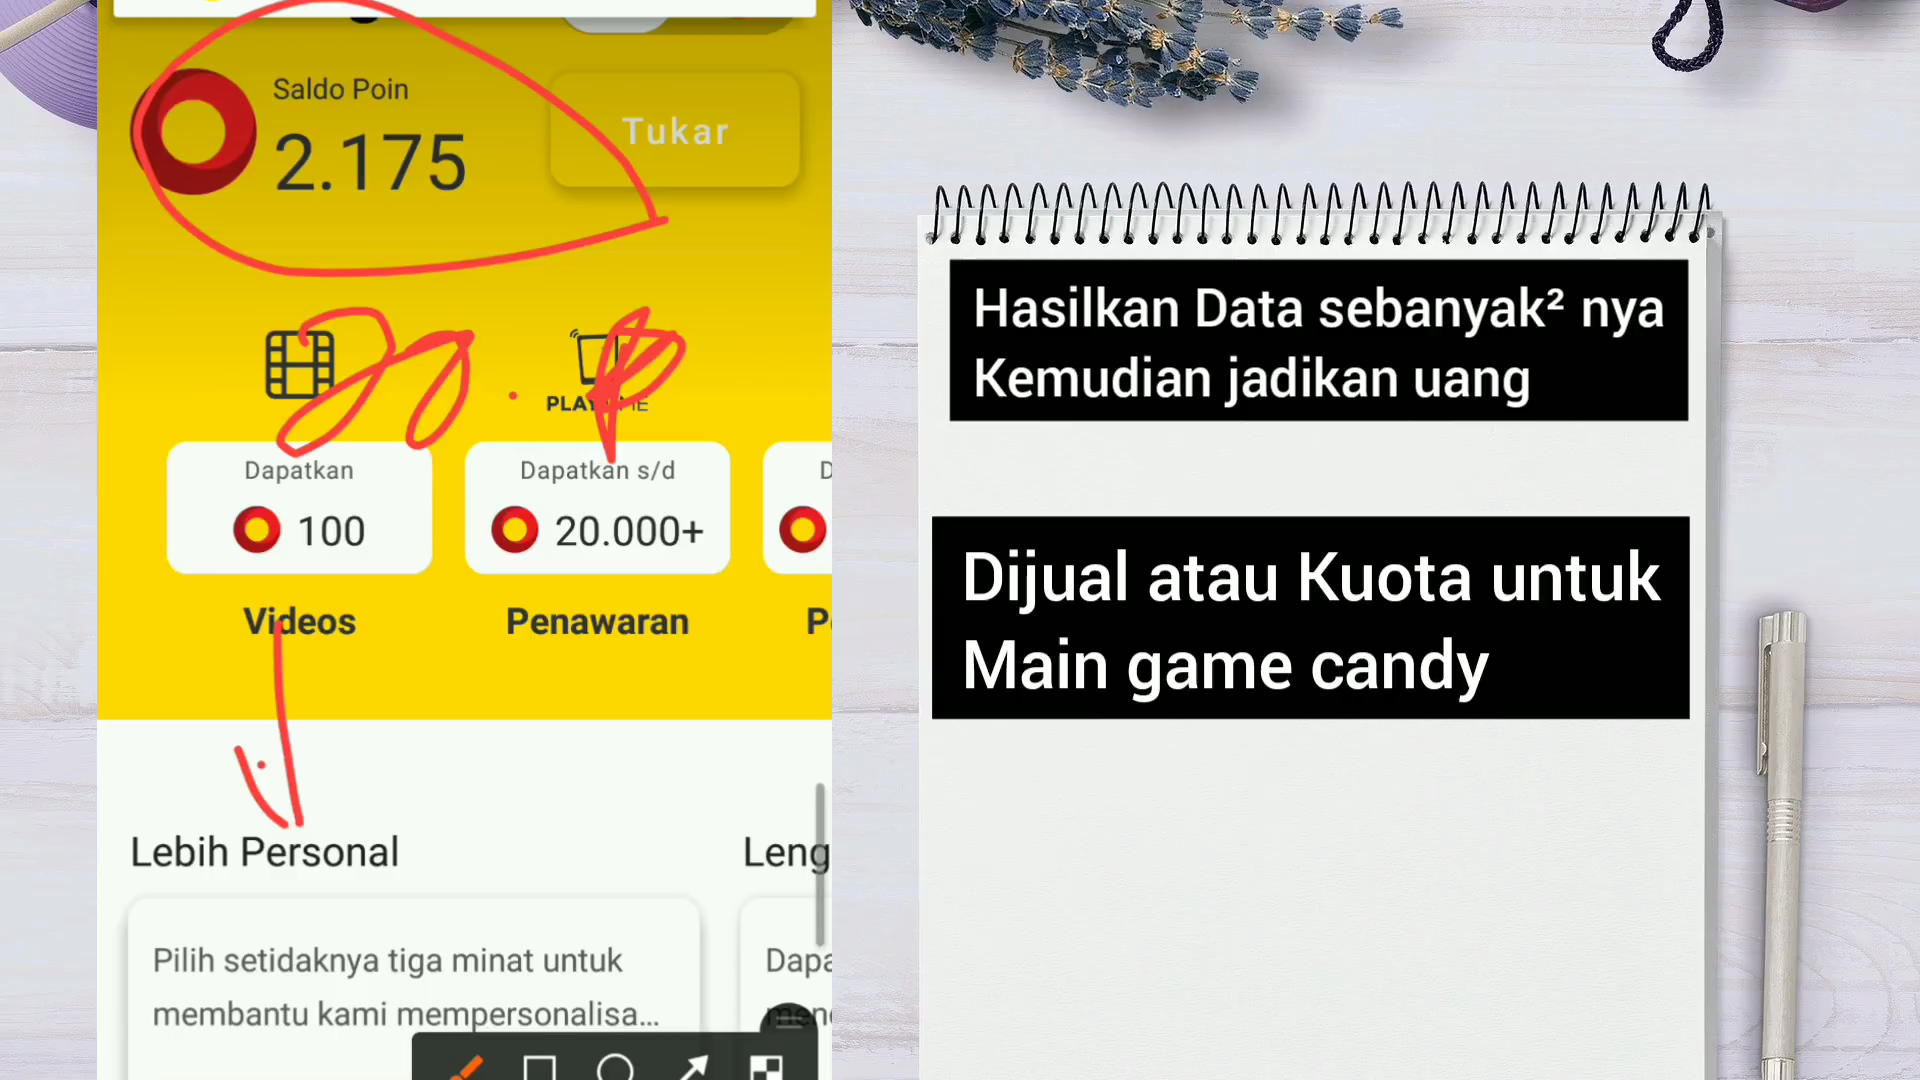 Saldo Poin
2.175
Tukar
Dapatkan
100
Videos
Dapatkan s/d
20.000+
Penawaran
Lebih Personal
Pilih setidaknya tiga minat untuk
membantu kami mempersonalisa...
Hasilkan Data sebanyak² nya
Kemudian jadikan uang
Dijual atau Kuota untuk
Main game candy